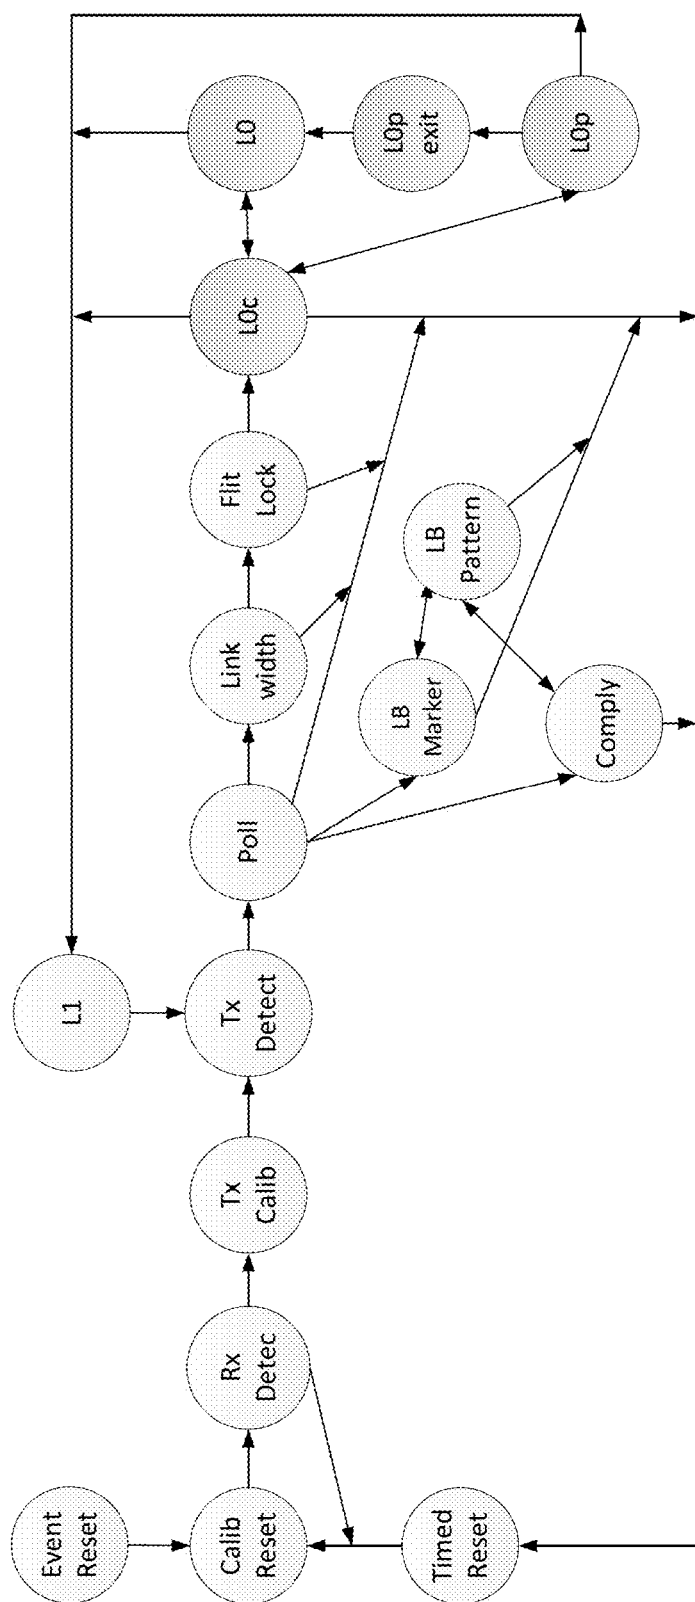 Event
Reset
Calib
Reset
Timed
Reset
Rx
Detec
Tx
Calib
L1
Tx
Detect
Poll
Link
width
LB
Marker
Comply
Flit
Lock
LB
Pattern
L0c
L0
L0p
exit
L0p